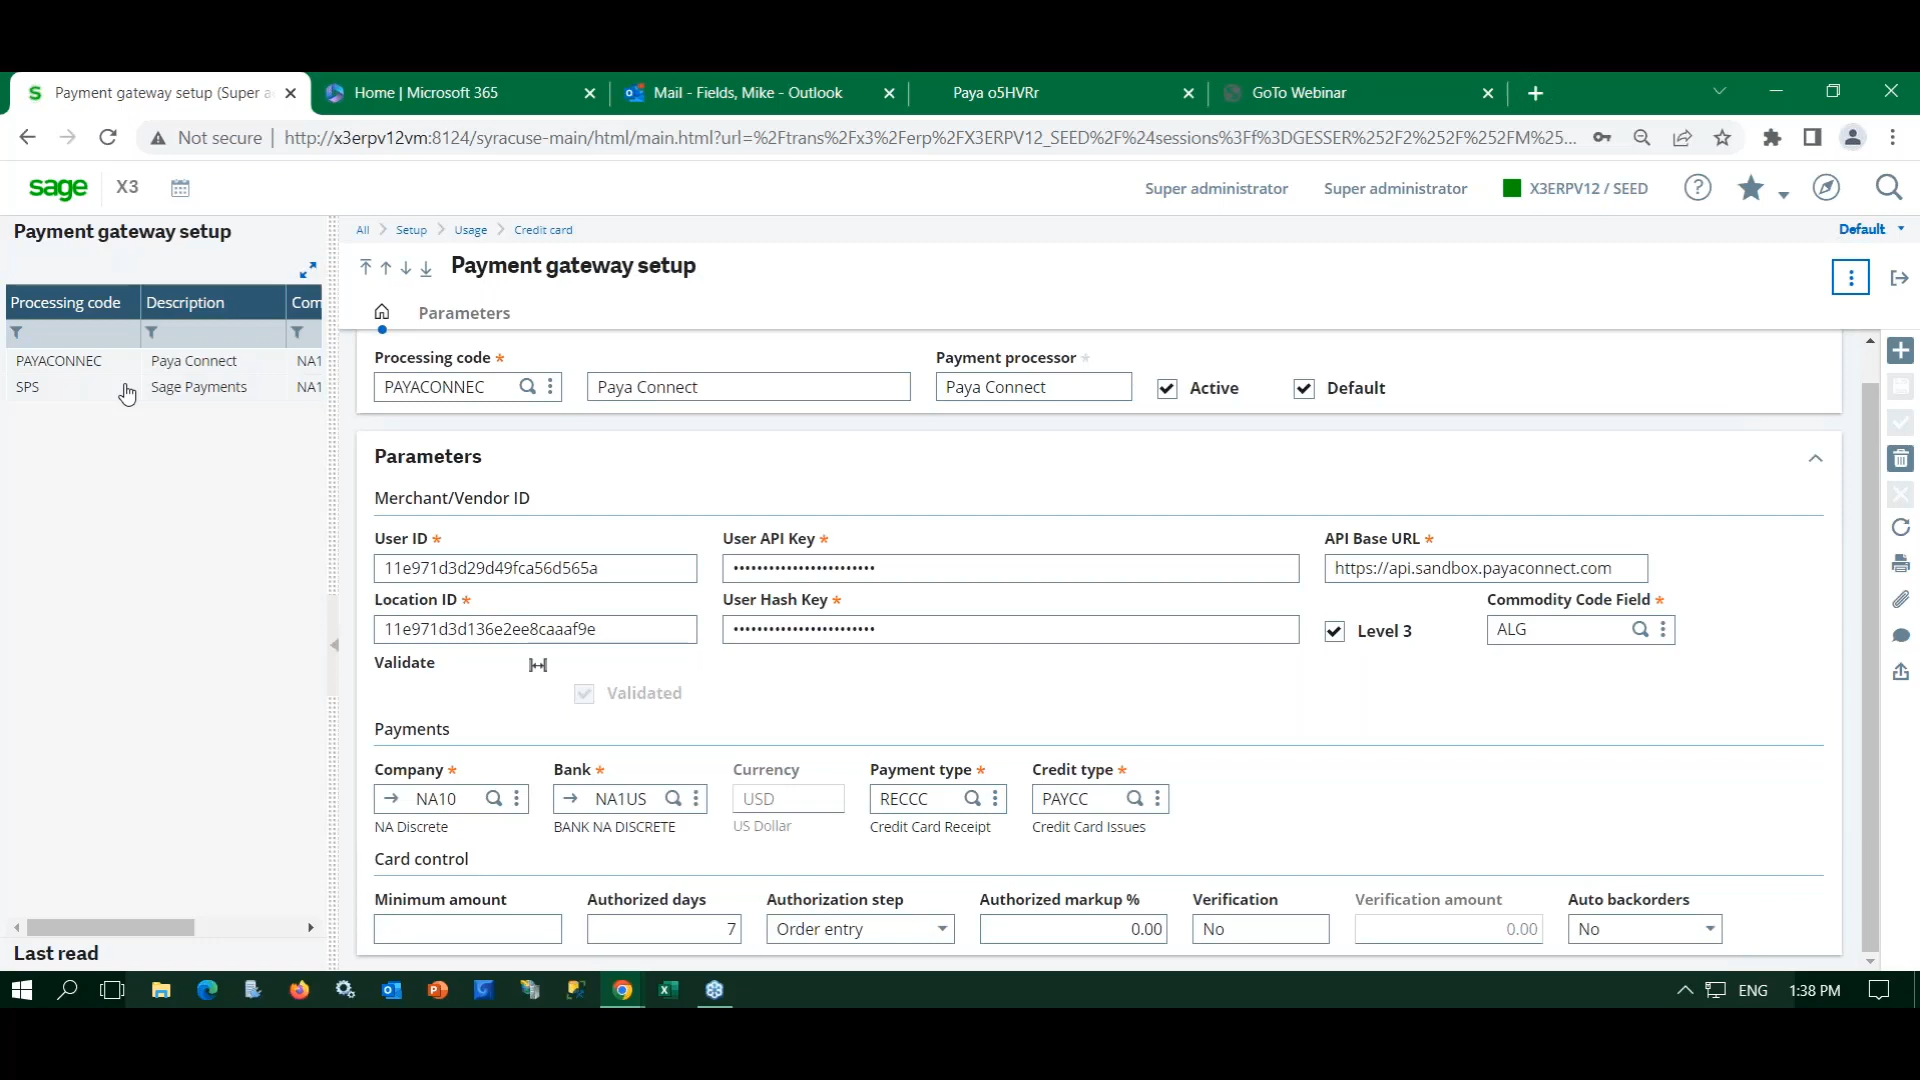 Payment gateway setup (Super a
Home | Microsoft 365
Mail - Fields, Mike - Outlook
Paya o5HVRr
GoTo Webinar
Not secure | http://x3erpv12vm:8124/syracuse-main/html/main.html?url=%2Ftrans%2Fx3%2Ferp%2FX3ERPV12_SEED%2F%24sessions%3Ff%3DGESSER%252F2%252F%252FM%25...
sage X3
Super administrator
Super administrator
X3ERPV12 / SEED
Payment gateway setup
All > Setup > Usage > Credit card
Default
Payment gateway setup
Parameters
Processing code Description Com
PAYACONNEC Paya Connect NA1
SPS Sage Payments NA1
Processing code *
Payment processor *
PAYACONNEC
Paya Connect
Paya Connect
Active
Default
Parameters
Merchant/Vendor ID
User ID *
User API Key *
API Base URL *
11e971d3d29d49fca56d565a
••••••••••••••••••••••••
https://api.sandbox.payaconnect.com
Location ID *
User Hash Key *
Commodity Code Field *
11e971d3d136e2ee8caaaf9e
••••••••••••••••••••••••
Level 3
ALG
Validate
Validated
Payments
Company *
Bank *
Currency
Payment type *
Credit type *
NA10
NA1US
USD
RECCC
PAYCC
NA Discrete
BANK NA DISCRETE
US Dollar
Credit Card Receipt
Credit Card Issues
Card control
Minimum amount
Authorized days
Authorization step
Authorized markup %
Verification
Verification amount
Auto backorders
7
Order entry
0.00
No
0.00
No
Last read
ENG
1:38 PM